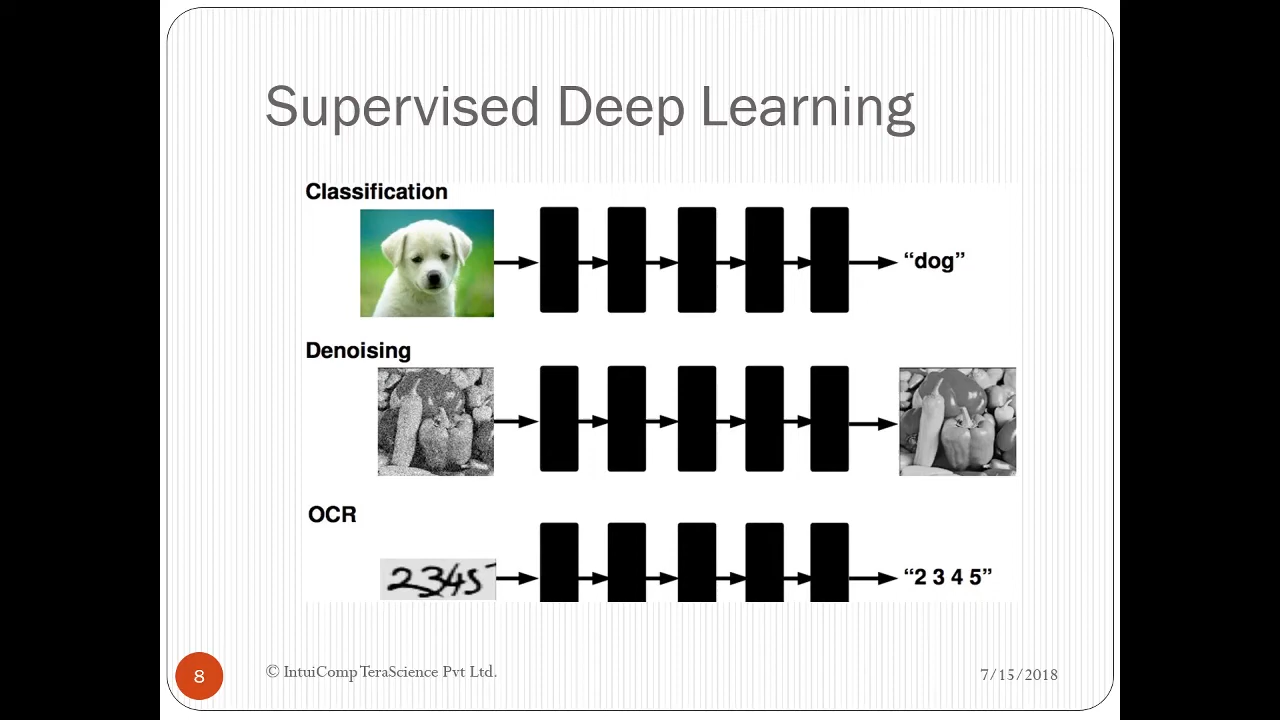 Supervised Deep Learning
Classification
“dog”
Denoising
OCR
2345
“2 3 4 5”
8
© IntuiComp TeraScience Pvt Ltd.
7/15/2018